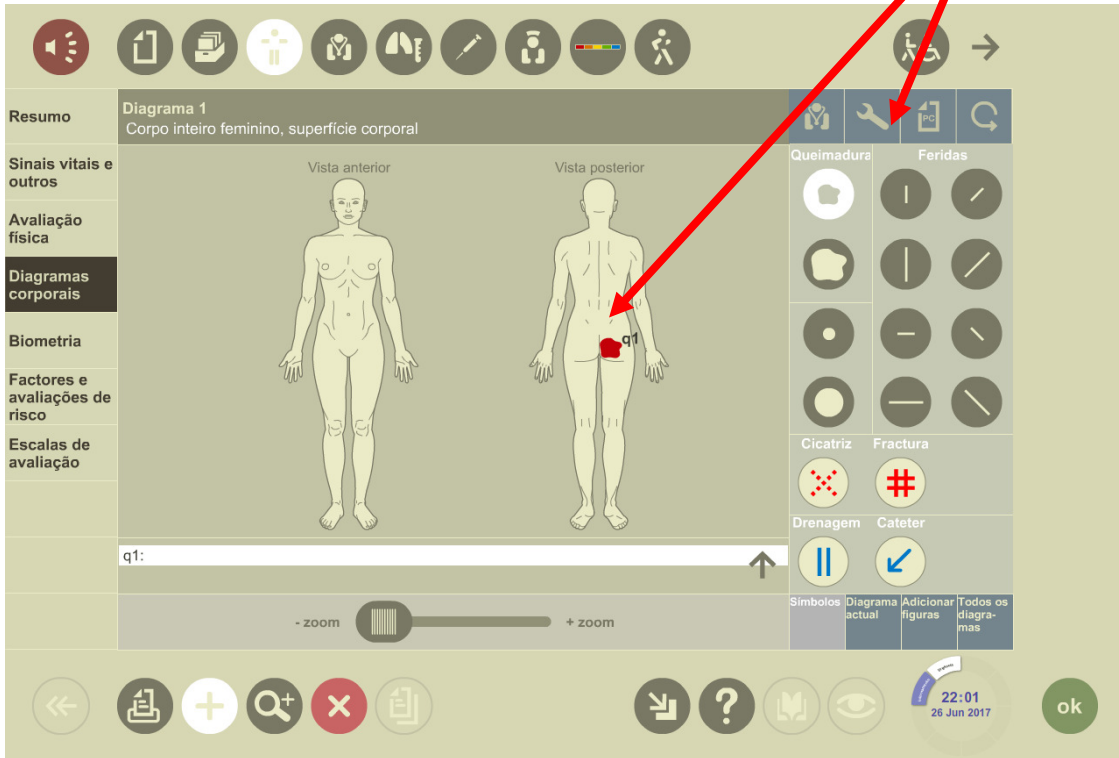 Diagrama 1
Corpo inteiro feminino, superfície corporal
Resumo
Sinais vitais e
outros
Avaliação
física
Diagramas
corporais
Biometria
Factores e
avaliações de
risco
Escalas de
avaliação
Vista anterior
Vista posterior
q1
q1:
- zoom
+ zoom
PC
Queimadura
Feridas
Cicatriz
Fractura
Drenagem
Cateter
Símbolos
Diagrama
actual
Adicionar
figuras
Todos os
diagra-
mas
22:01
26 Jun 2017
ok